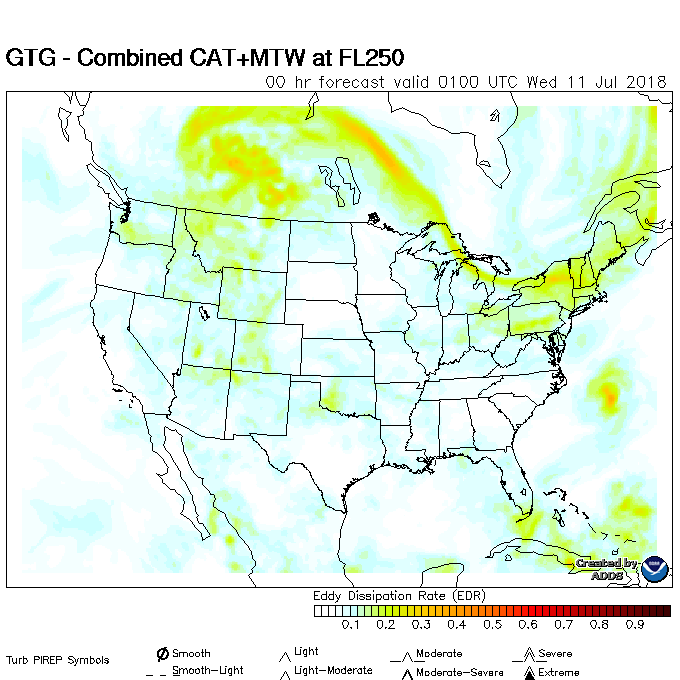 GTG - Combined CAT+MTW at FL250
00 hr forecast valid 0100 UTC Wed 11 Jul 2018
Created by
ADDS
Eddy Dissipation Rate (EDR)
0.1 0.2 0.3 0.4 0.5 0.6 0.7 0.8 0.9
Turb PIREP Symbols
Smooth Light Moderate Severe
Smooth-Light Light-Moderate Moderate-Severe Extreme